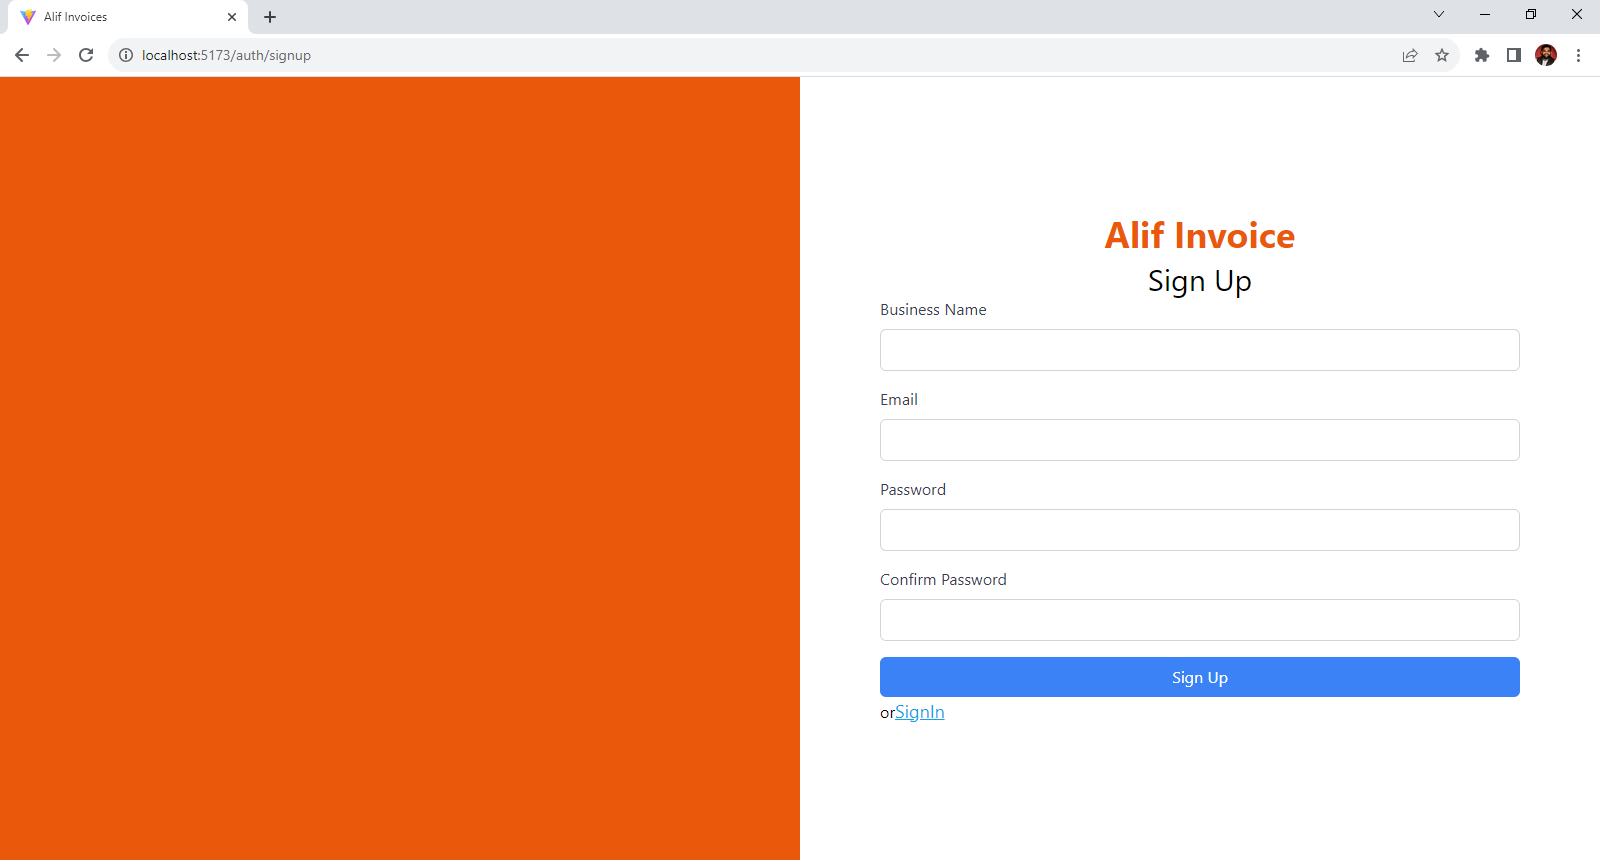 Alif Invoices
localhost:5173/auth/signup
Alif Invoice
Sign Up
Business Name
Email
Password
Confirm Password
Sign Up
orSignIn